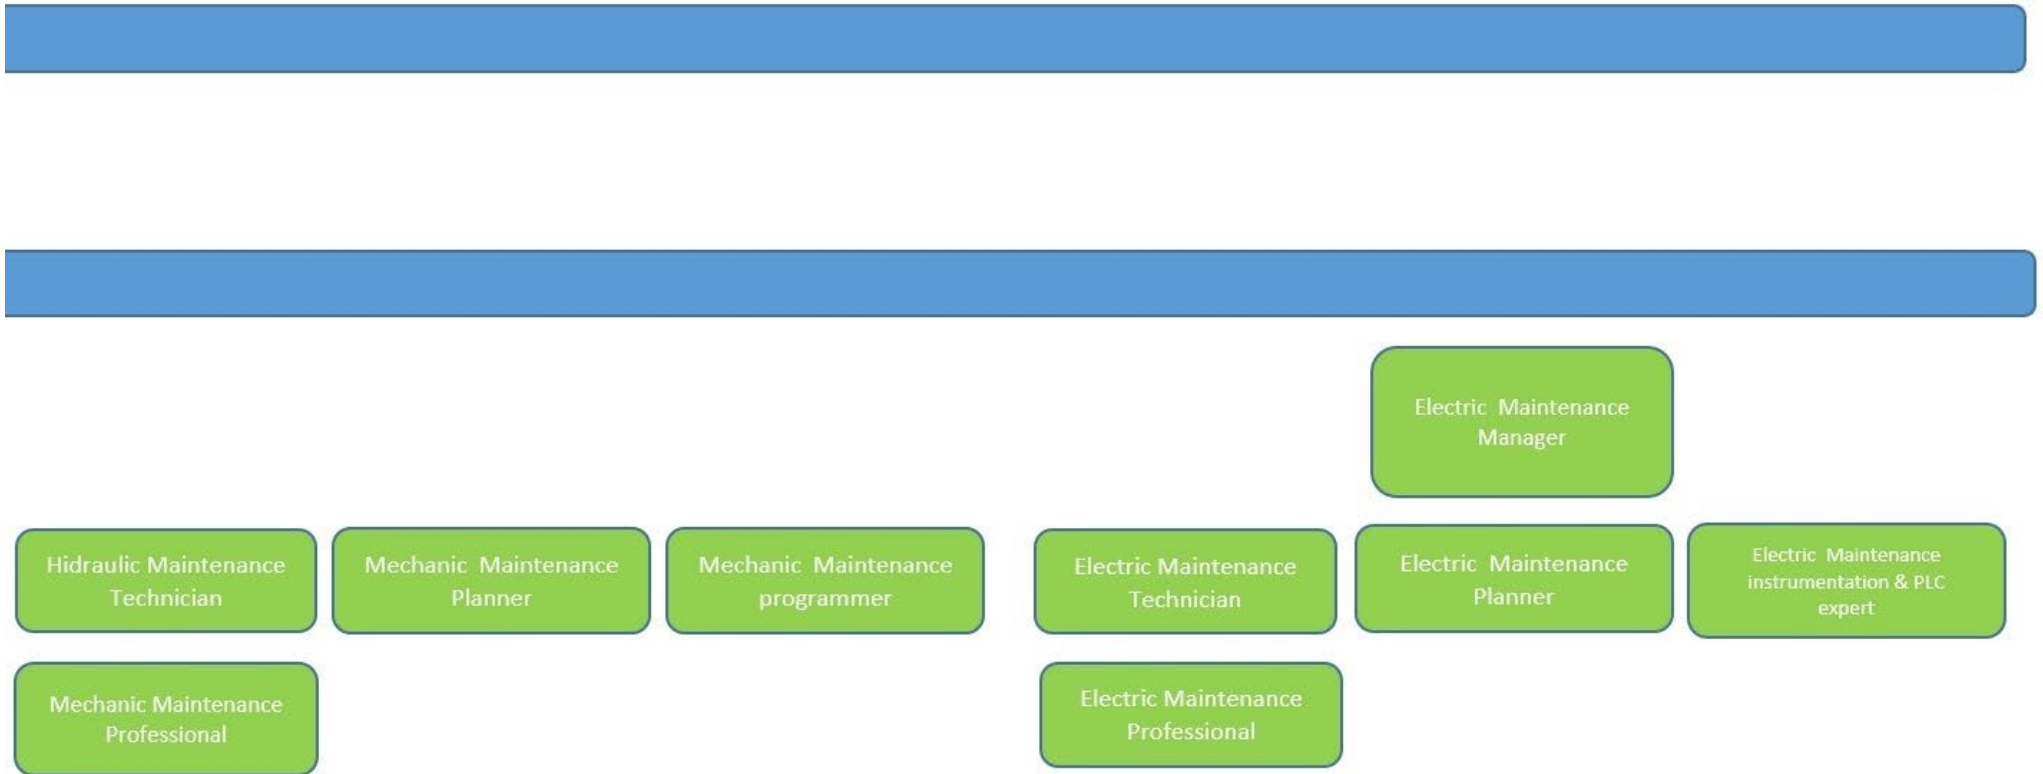 Electric  Maintenance
Manager
Hidraulic Maintenance
Technician
Mechanic  Maintenance
Planner
Mechanic  Maintenance
programmer
Electric Maintenance
Technician
Electric  Maintenance
Planner
Electric  Maintenance
instrumentation & PLC
expert
Mechanic Maintenance
Professional
Electric Maintenance
Professional